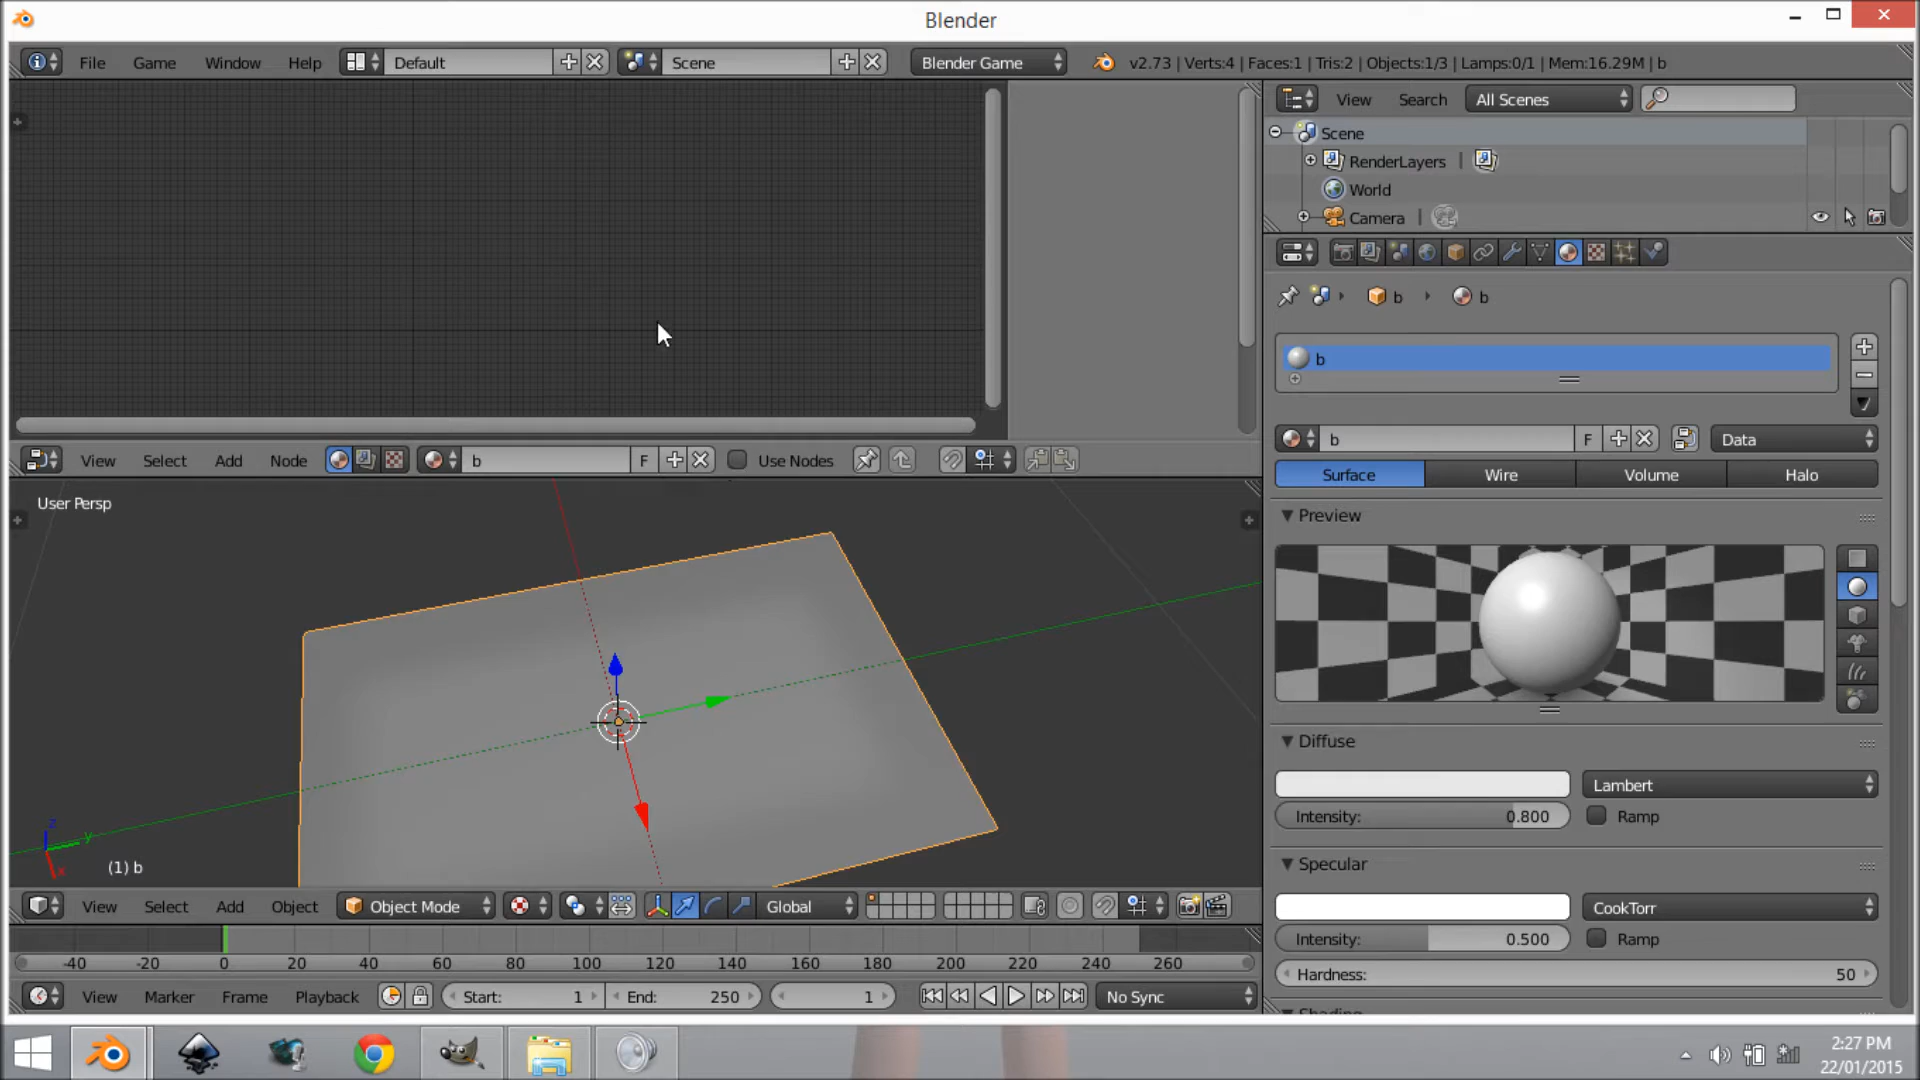 Blender
File Game Window Help Default Scene Blender Game v2.73 | Verts:4 | Faces:1 | Tris:2 | Objects:1/3 | Lamps:0/1 | Mem:16.29M | b
View Search All Scenes
Scene
RenderLayers
World
Camera
b b
b
b F Data
Surface Wire Volume Halo
Preview
View Select Add Node b F Use Nodes
User Persp
z
y
x
(1) b
Diffuse
Lambert
Intensity: 0.800 Ramp
Specular
CookTorr
Intensity: 0.500 Ramp
Hardness: 50
View Select Add Object Object Mode Global
-40 -20 0 20 40 60 80 100 120 140 160 180 200 220 240 260
View Marker Frame Playback Start: 1 End: 250 1 No Sync
2:27 PM
22/01/2015